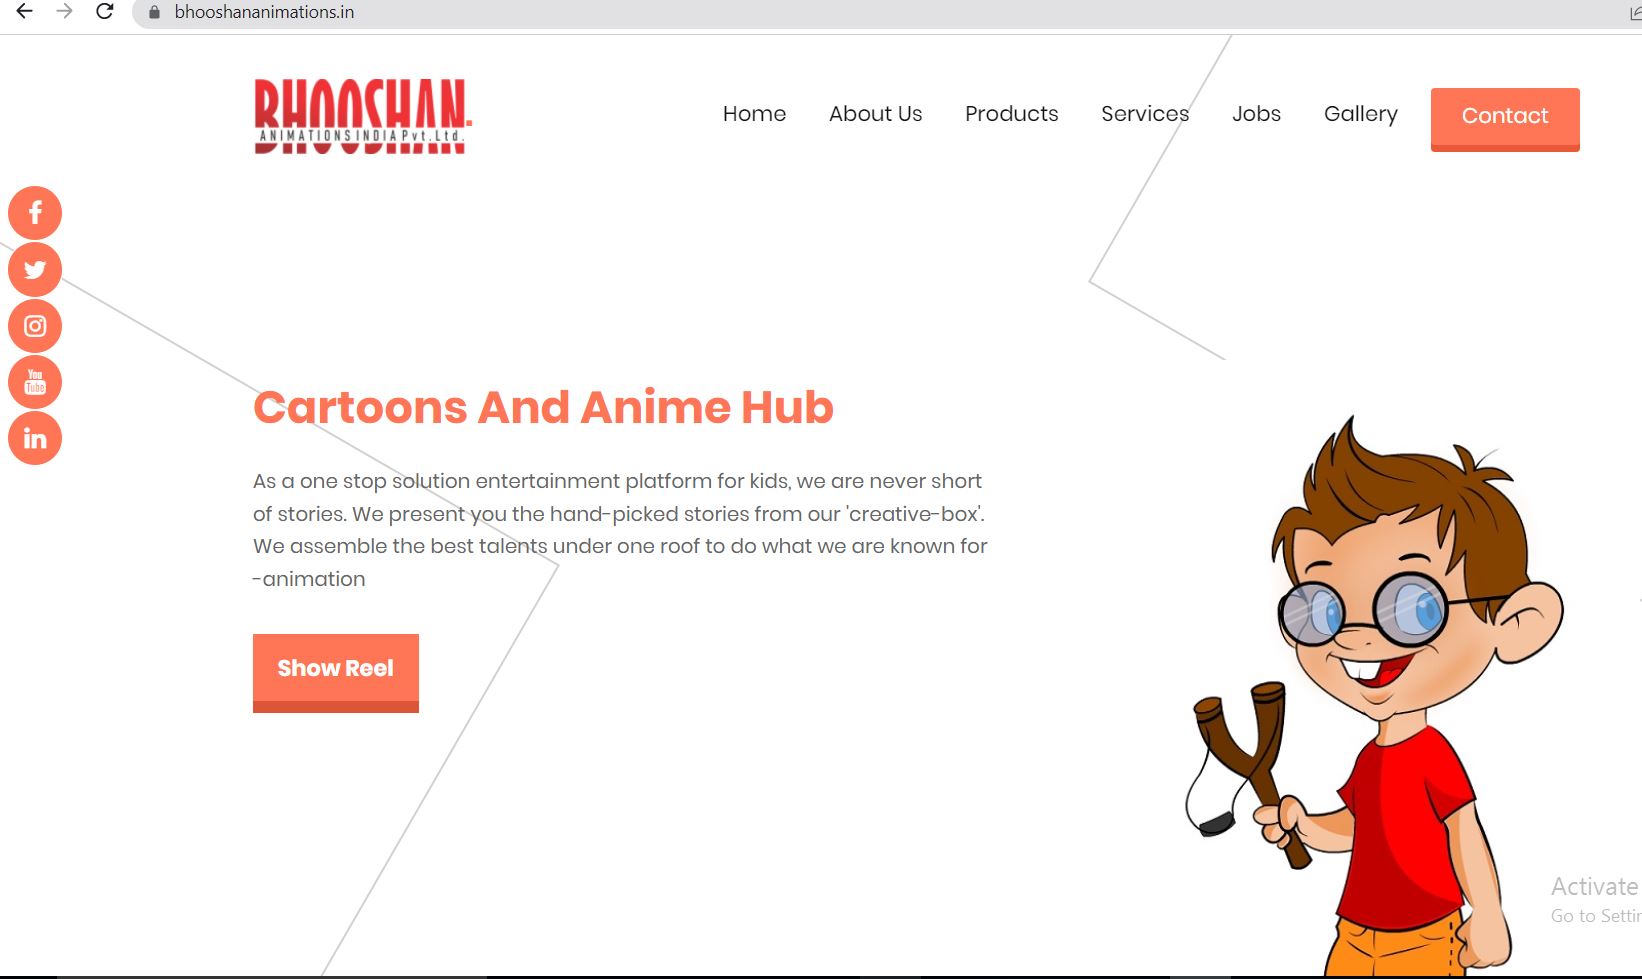 bhooshananimations.in
BHOOSHAN
ANIMATIONS INDIA Pvt. Ltd.
Home
About Us
Products
Services
Jobs
Gallery
Contact
You
Tube
in
Cartoons And Anime Hub
As a one stop solution entertainment platform for kids, we are never short
of stories. We present you the hand-picked stories from our 'creative-box'.
We assemble the best talents under one roof to do what we are known for
-animation
Show Reel
Activate
Go to Settin